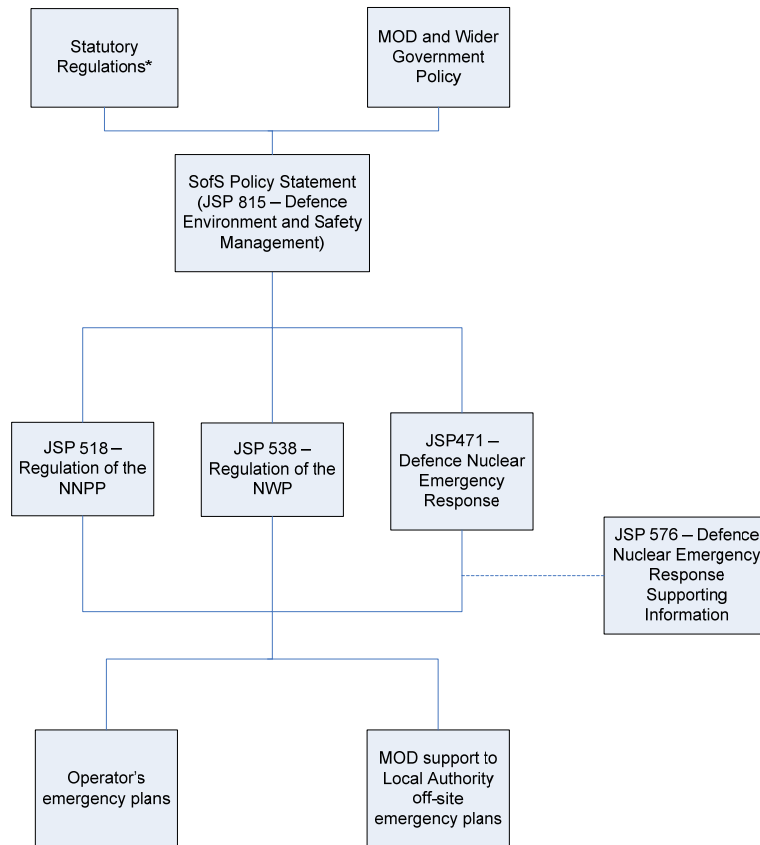 Statutory
Regulations*
MOD and Wider
Government
Policy
SofS Policy Statement
(JSP 815 – Defence
Environment and Safety
Management)
JSP 518 –
Regulation of the
NNPP
JSP 538 –
Regulation of the
NWP
JSP471 –
Defence Nuclear
Emergency
Response
JSP 576 – Defence
Nuclear Emergency
Response
Supporting
Information
Operator’s
emergency plans
MOD support to
Local Authority
off-site
emergency plans